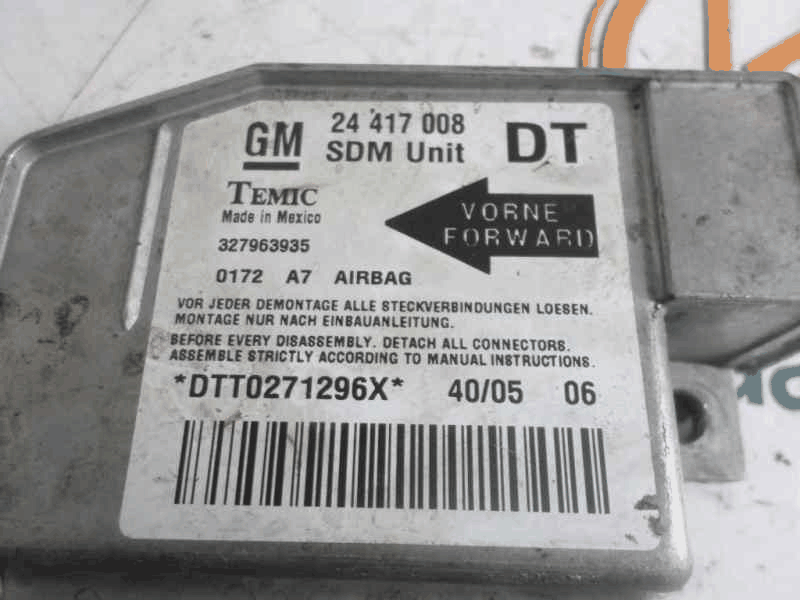 GM 24 417 008 DT
SDM Unit
TEMIC
Made in Mexico
VORNE
FORWARD
327963935
0172 A7 AIRBAG
VOR JEDER DEMONTAGE ALLE STECKVERBINDUNGEN LOESEN.
MONTAGE NUR NACH EINBAUANLEITUNG.
BEFORE EVERY DISASSEMBLY. DETACH ALL CONNECTORS.
ASSEMBLE STRICTLY ACCORDING TO MANUAL INSTRUCTIONS.
*DTT0271296X* 40/05 06